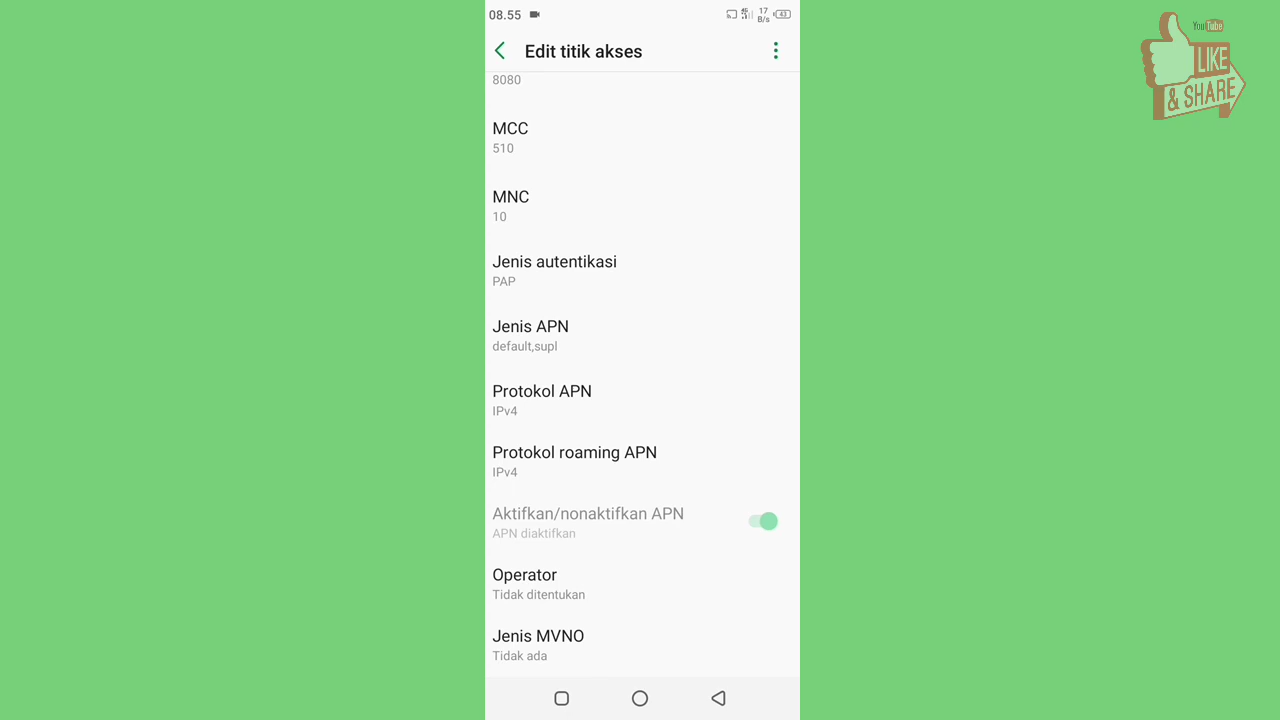 08.55
17
B/s
43
Edit titik akses
8080
MCC
510
MNC
10
Jenis autentikasi
PAP
Jenis APN
default,supl
Protokol APN
IPv4
Protokol roaming APN
IPv4
Aktifkan/nonaktifkan APN
APN diaktifkan
Operator
Tidak ditentukan
Jenis MVNO
Tidak ada
YouTube
LIKE
& SHARE